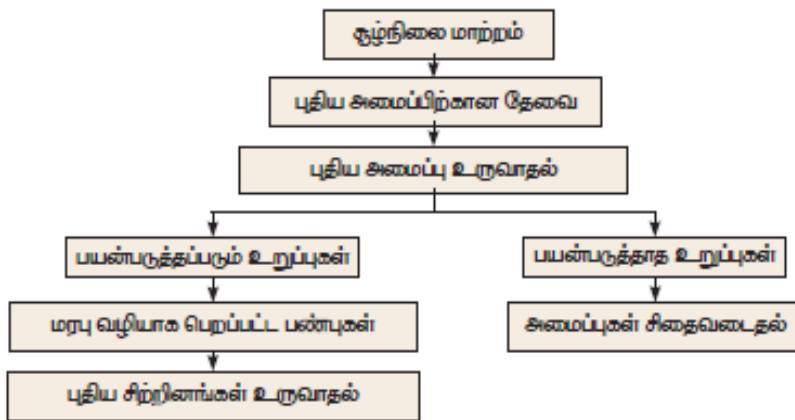 சூழ்நிலை மாற்றம்
புதிய அமைப்பிற்கான தேவை
புதிய அமைப்பு உருவாதல்
பயன்படுத்தப்படும் உறுப்புகள்
பயன்படுத்தாத உறுப்புகள்
மரபு வழியாக பெறப்பட்ட பண்புகள்
அமைப்புகள் சிதைவடைதல்
புதிய சிற்றினங்கள் உருவாதல்